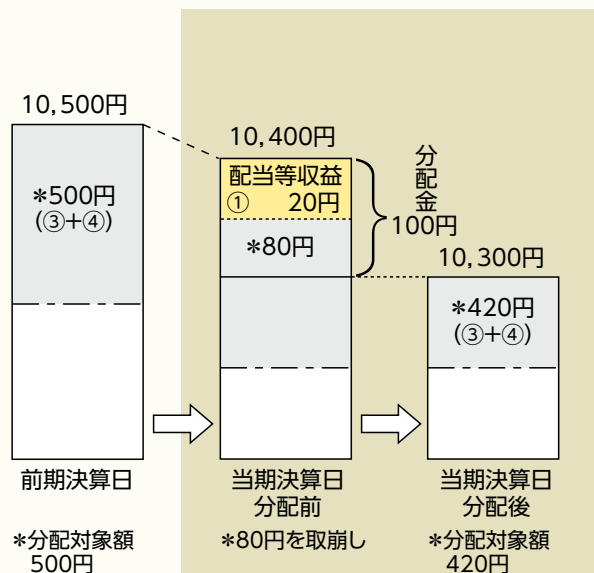 10,500円
*500円
(③+④)
前期決算日
*分配対象額
500円
10,400円
配当等収益
① 20円
*80円
分配金
100円
当期決算日
分配前
*80円を取崩し
10,300円
*420円
(③+④)
当期決算日
分配後
*分配対象額
420円